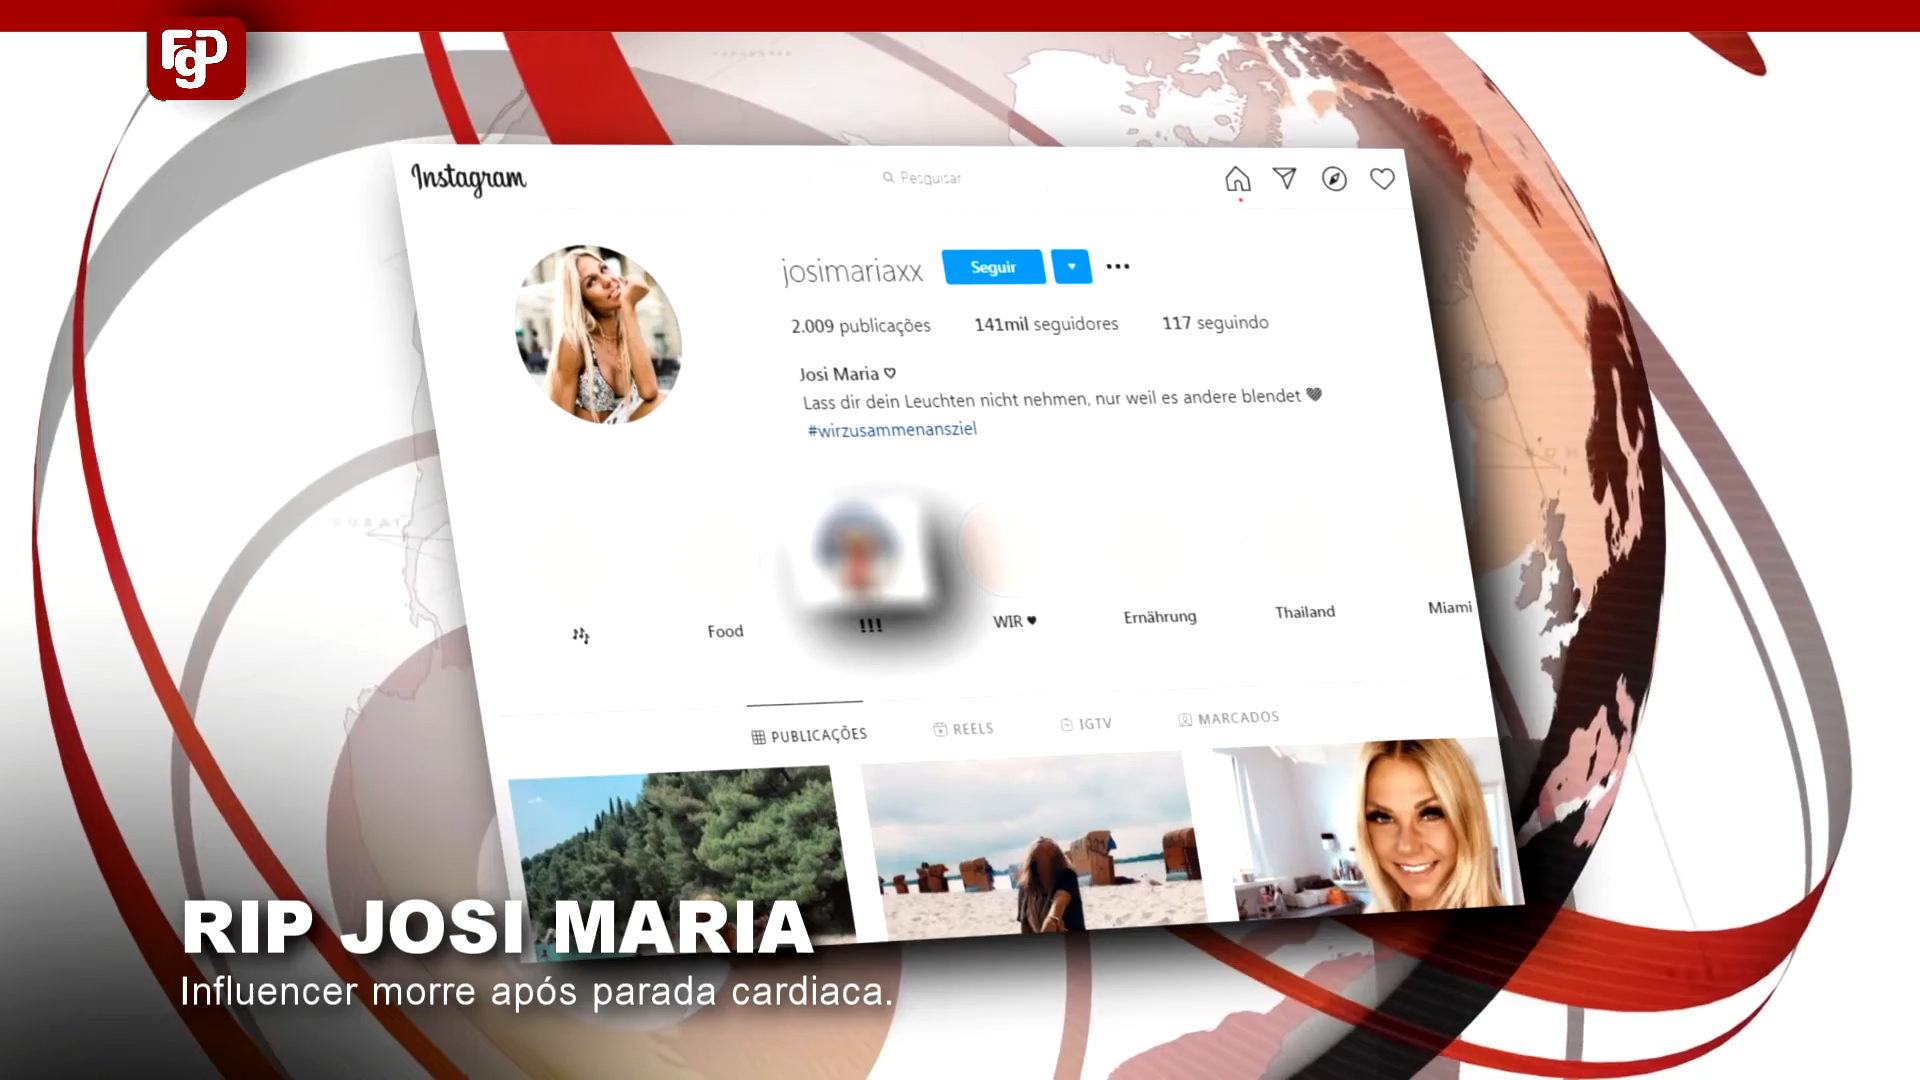 FgP
Instagram
Pesquisar
josimariaxx Seguir
2.009 publicações 141mil seguidores 117 seguindo
Josi Maria
Lass dir dein Leuchten nicht nehmen, nur weil es andere blendet
#wirzusammenansziel
Food !!! WIR ♥ Ernährung Thailand Miami
PUBLICAÇÕES REELS IGTV MARCADOS
RIP JOSI MARIA
Influencer morre após parada cardiaca.